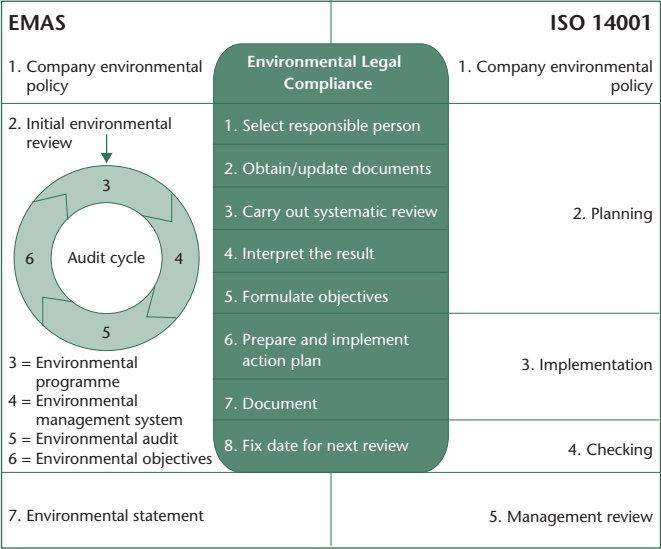 EMAS
1. Company environmental
policy
2. Initial environmental
review
3
Audit cycle
4
5
6
3 = Environmental
programme
4 = Environmental
management system
5 = Environmental audit
6 = Environmental objectives
7. Environmental statement
Environmental Legal
Compliance
1. Select responsible person
2. Obtain/update documents
3. Carry out systematic review
4. Interpret the result
5. Formulate objectives
6. Prepare and implement
action plan
7. Document
8. Fix date for next review
ISO 14001
1. Company environmental
policy
2. Planning
3. Implementation
4. Checking
5. Management review